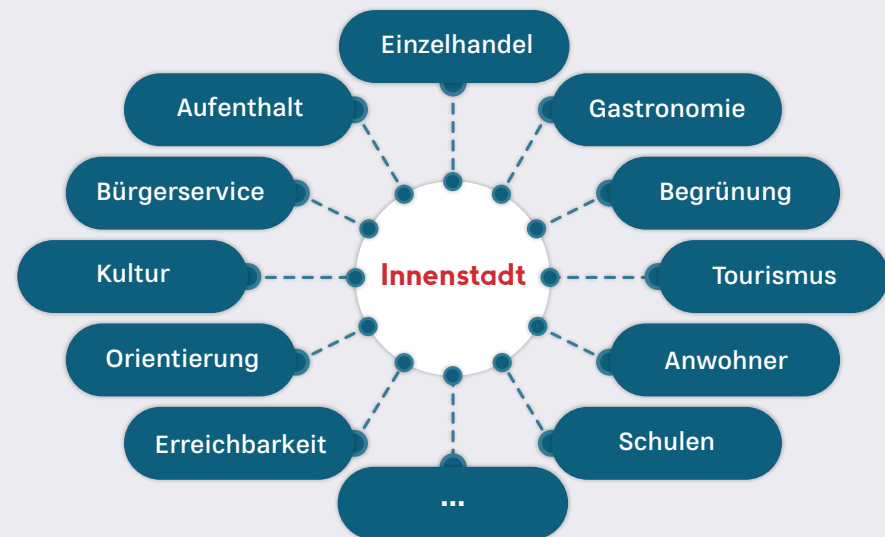 Einzelhandel
Aufenthalt
Gastronomie
Bürgerservice
Begrünung
Kultur
Innenstadt
Tourismus
Orientierung
Anwohner
Erreichbarkeit
Schulen
...